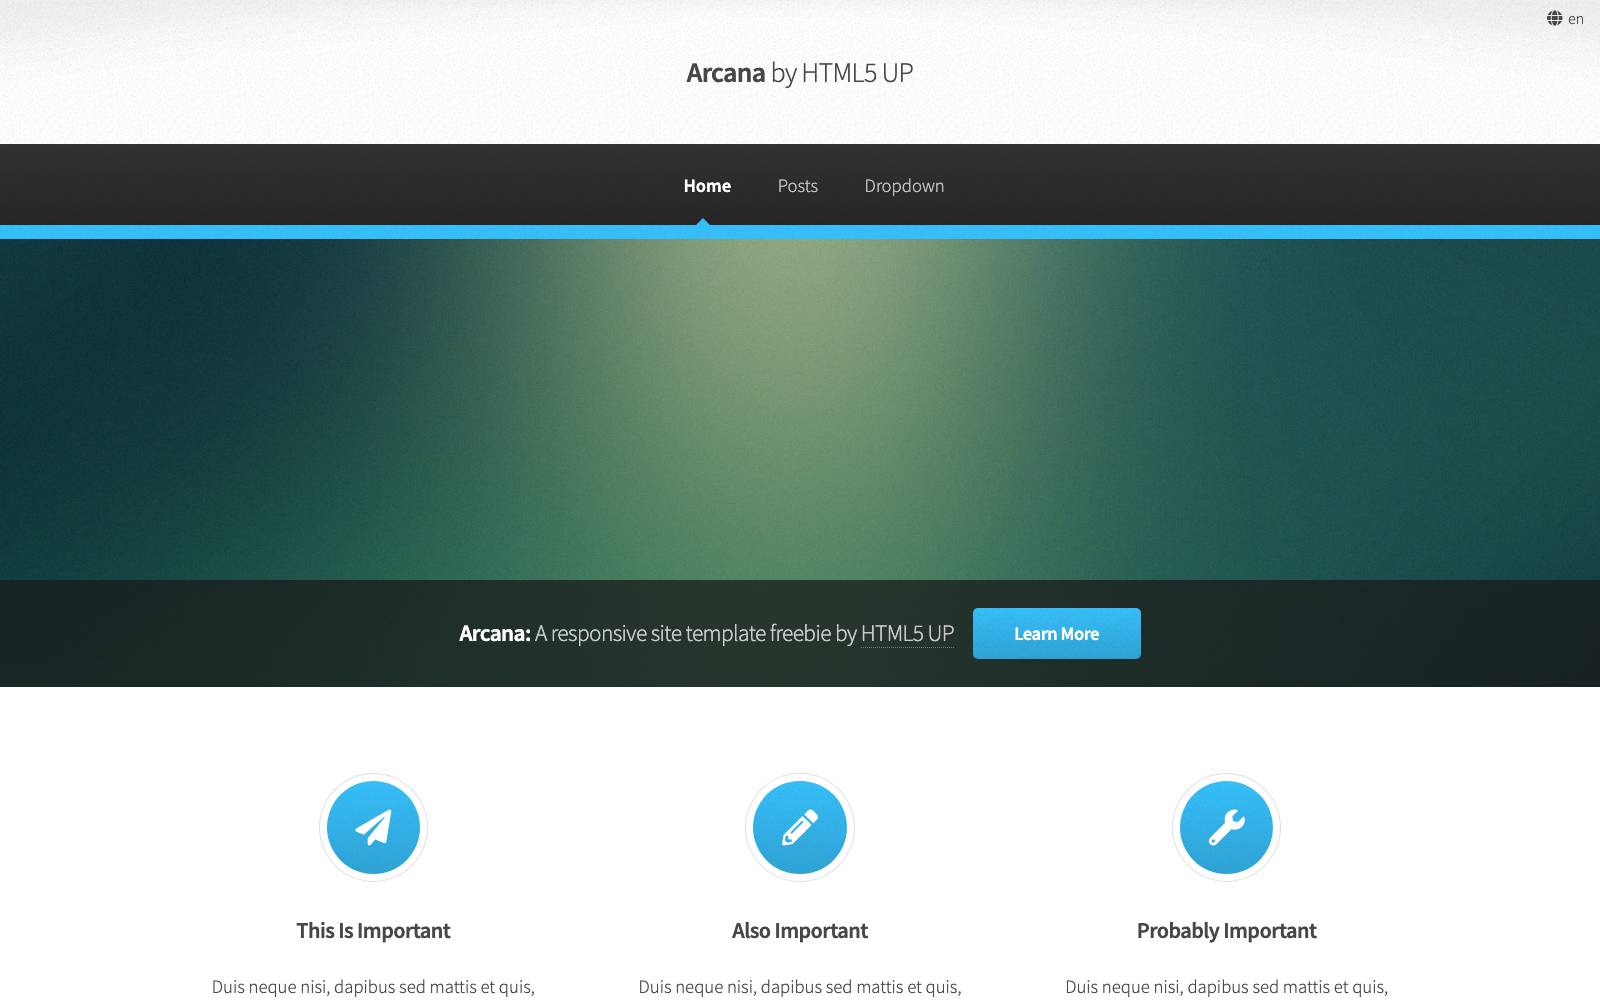 en
Arcana by HTML5 UP
Home Posts Dropdown
Arcana: A responsive site template freebie by HTML5 UP Learn More
This Is Important Also Important Probably Important
Duis neque nisi, dapibus sed mattis et quis, Duis neque nisi, dapibus sed mattis et quis, Duis neque nisi, dapibus sed mattis et quis,